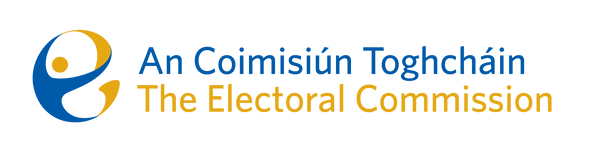 An Coimisiún Toghcháin
The Electoral Commission